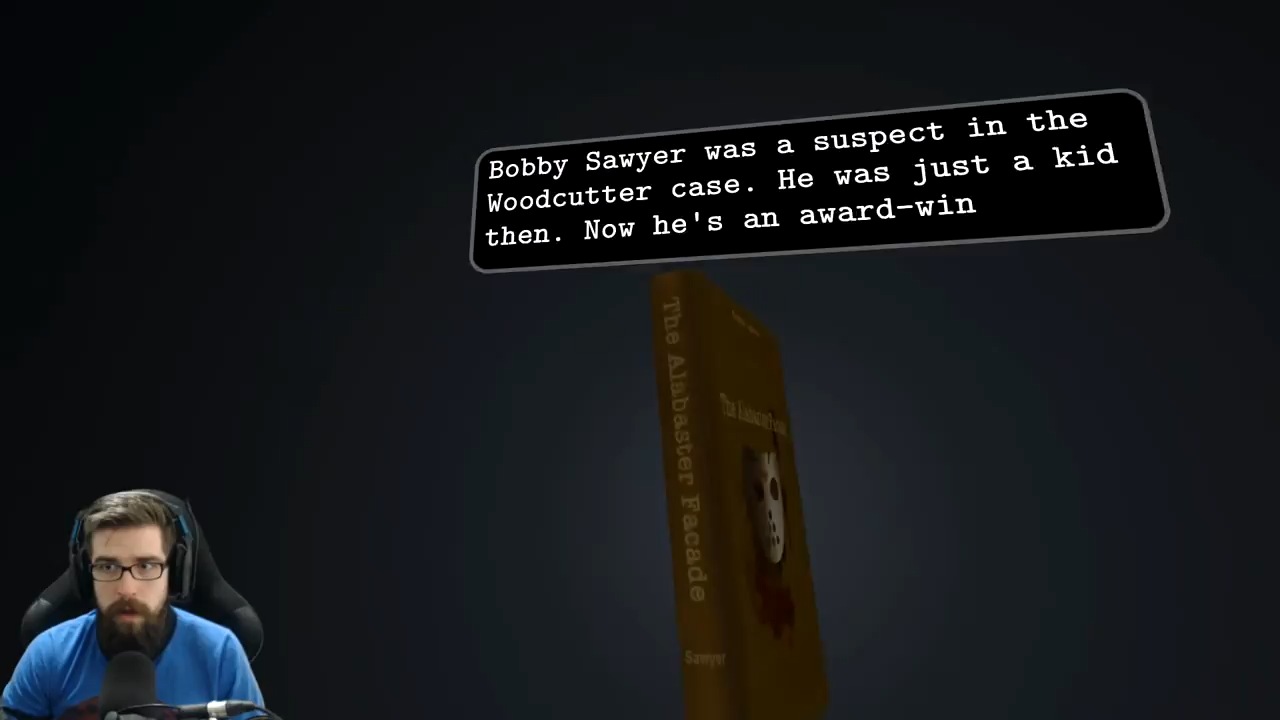 Bobby Sawyer was a suspect in the
Woodcutter case. He was just a kid
then. Now he's an award-win
The Alabaster Facade
The Alabaster Facade
Sawyer